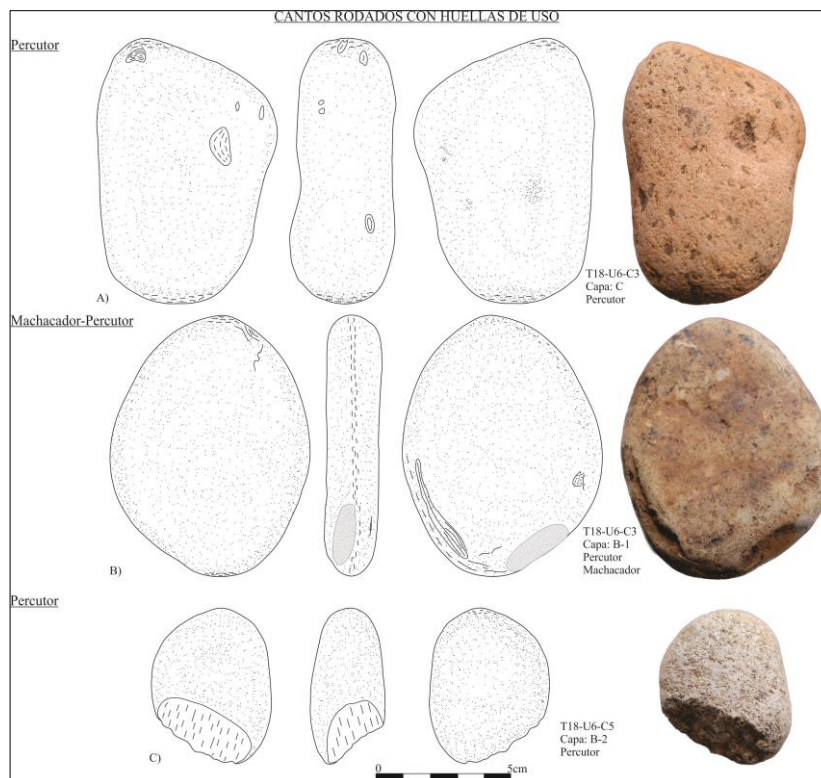 CANTOS RODADOS CON HUELLAS DE USO
Percutor
T18-U6-C3
Capa: C
Percutor
A)
Machacador-Percutor
T18-U6-C3
Capa: B-1
Percutor
Machacador
B)
Percutor
T18-U6-C5
Capa: B-2
Percutor
C)
0 5cm